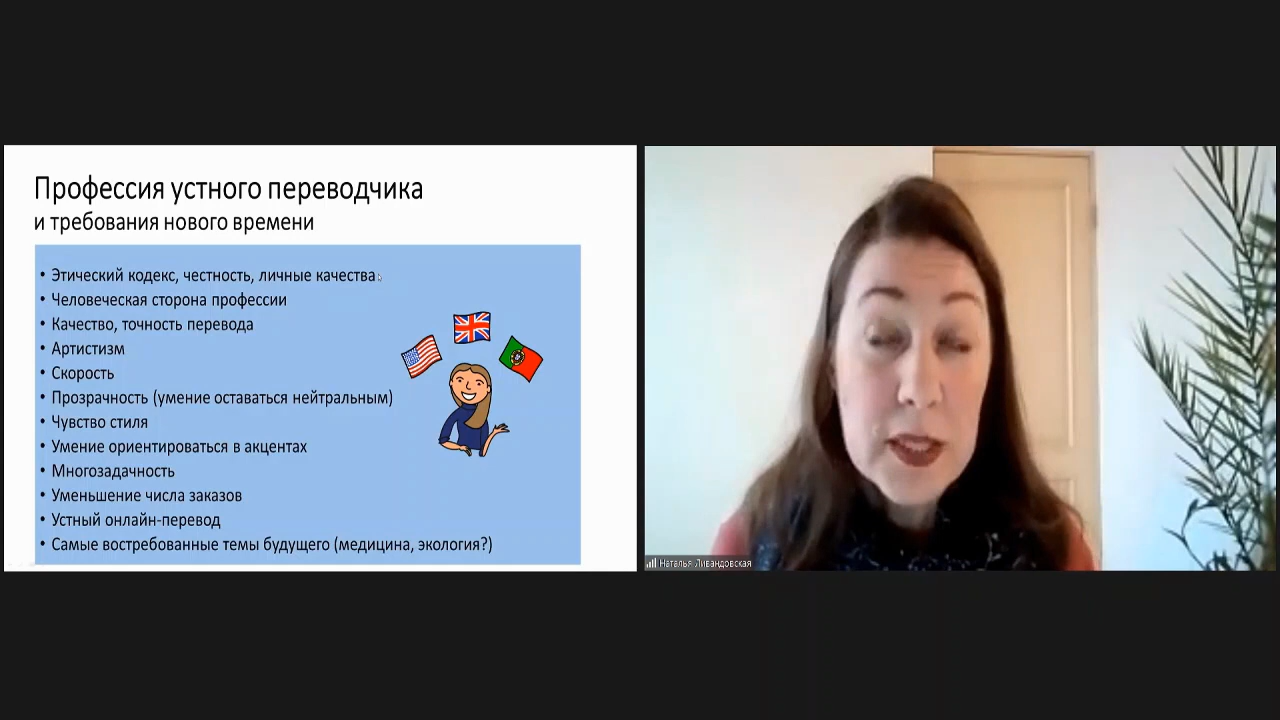 Профессия устного переводчика
и требования нового времени
• Этический кодекс, честность, личные качества
• Человеческая сторона профессии
• Качество, точность перевода
• Артистизм
• Скорость
• Прозрачность (умение оставаться нейтральным)
• Чувство стиля
• Умение ориентироваться в акцентах
• Многозадачность
• Уменьшение числа заказов
• Устный онлайн-перевод
• Самые востребованные темы будущего (медицина, экология?)
Наталья Ливандовская